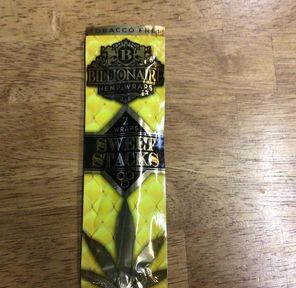 TOBACCO FREE
B
BILLIONAIRE
HEMP WRAPS
2
WRAPS
SWEET
STACKS